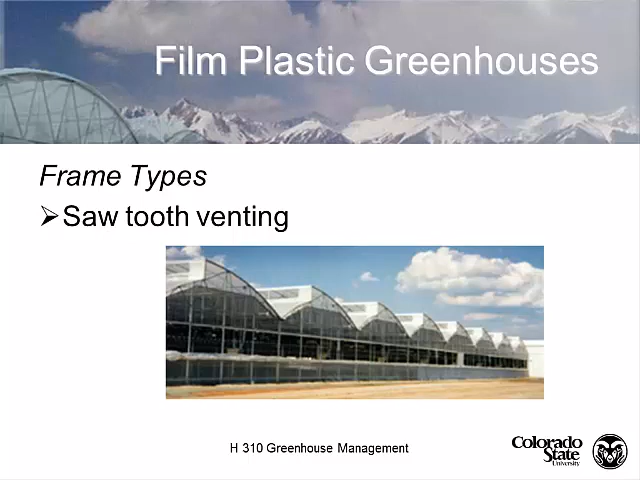 Film Plastic Greenhouses
Frame Types
➢Saw tooth venting
H 310 Greenhouse Management
Colorado
State
University